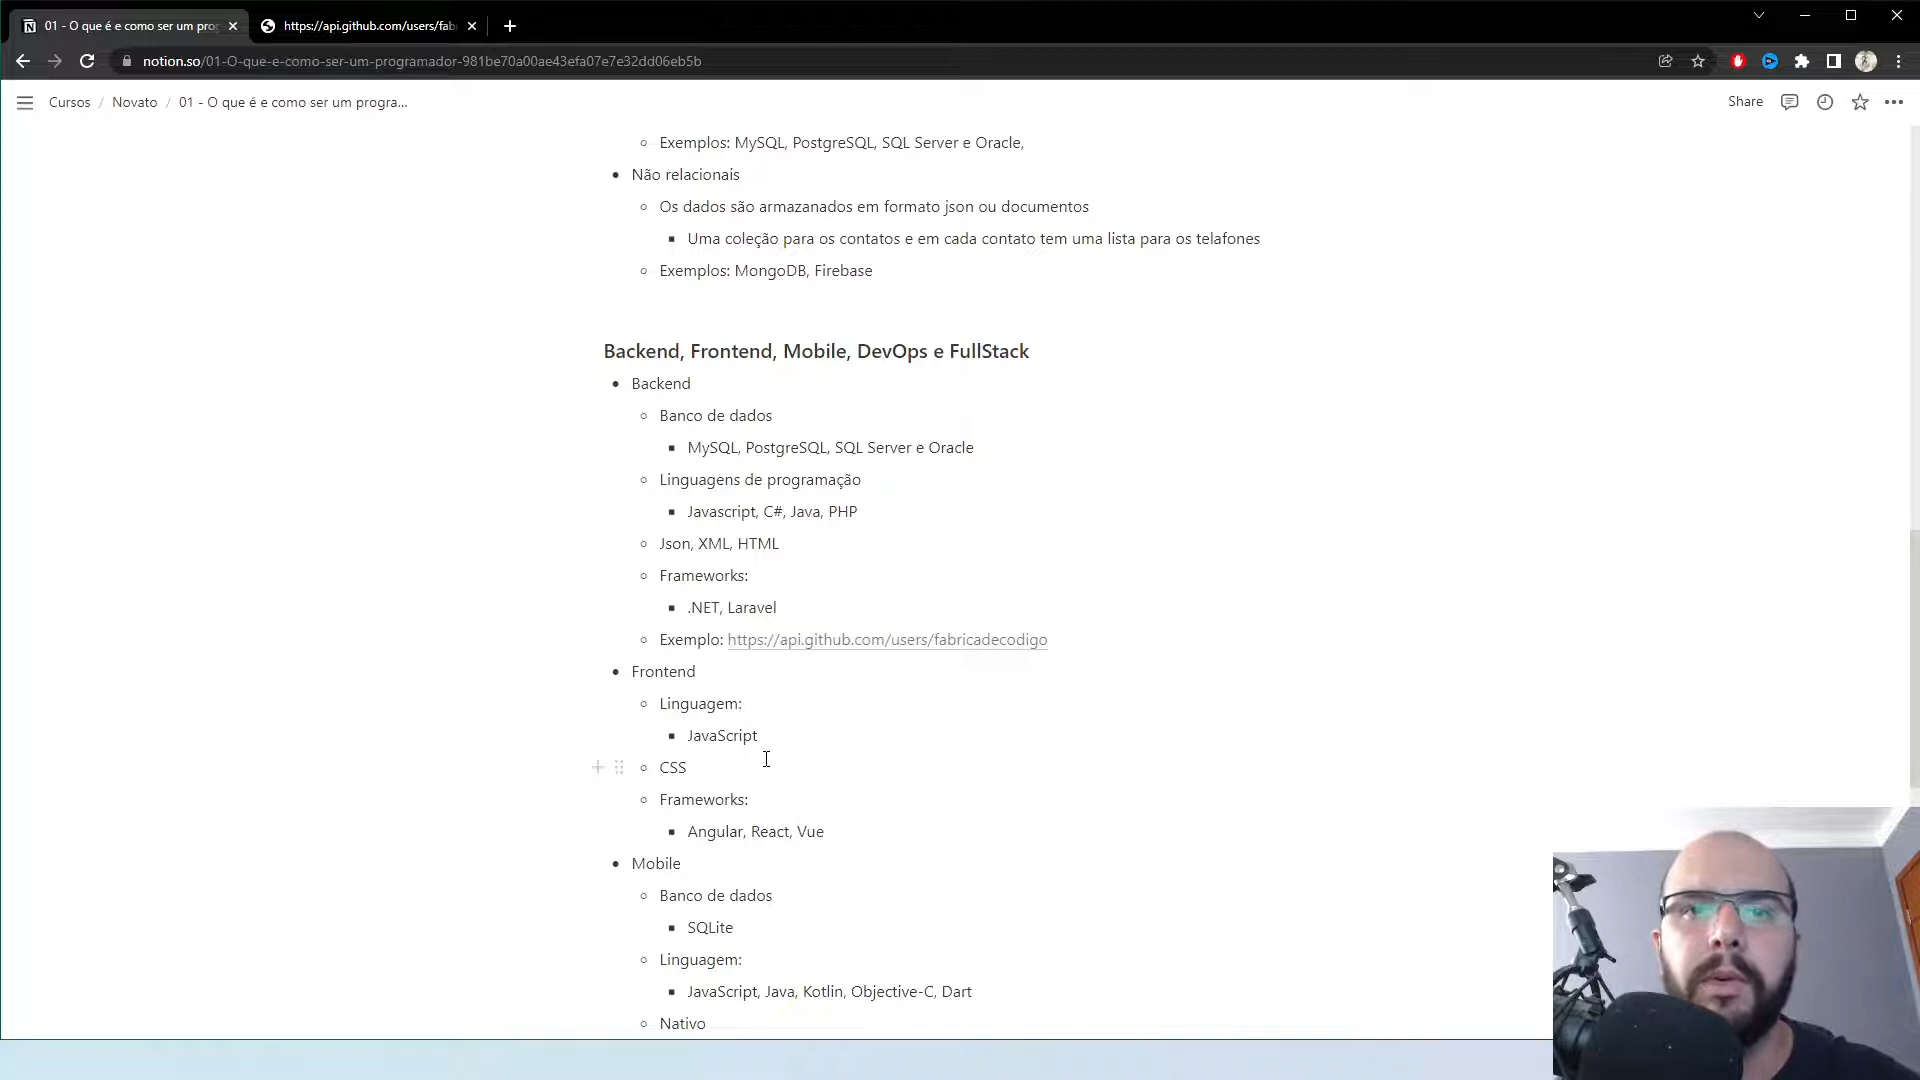 01 - O que é e como ser um pro
https://api.github.com/users/fab
notion.so/01-O-que-e-como-ser-um-programador-981be70a00ae43efa07e7e32dd06eb5b
Cursos / Novato / 01 - O que é e como ser um progra...
Share
Exemplos: MySQL, PostgreSQL, SQL Server e Oracle,
Não relacionais
Os dados são armazanados em formato json ou documentos
Uma coleção para os contatos e em cada contato tem uma lista para os telafones
Exemplos: MongoDB, Firebase
Backend, Frontend, Mobile, DevOps e FullStack
Backend
Banco de dados
MySQL, PostgreSQL, SQL Server e Oracle
Linguagens de programação
Javascript, C#, Java, PHP
Json, XML, HTML
Frameworks:
.NET, Laravel
Exemplo: https://api.github.com/users/fabricadecodigo
Frontend
Linguagem:
JavaScript
CSS
Frameworks:
Angular, React, Vue
Mobile
Banco de dados
SQLite
Linguagem:
JavaScript, Java, Kotlin, Objective-C, Dart
Nativo